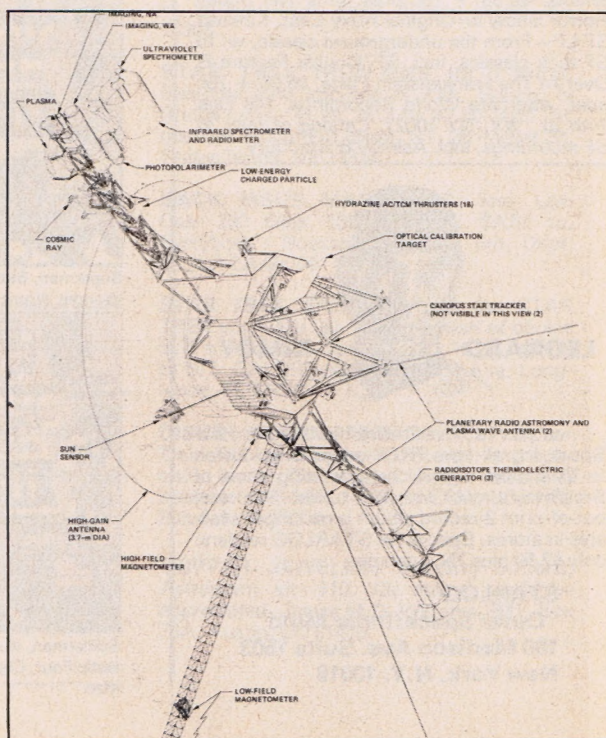 IMAGING, NA
IMAGING, WA
ULTRAVIOLET
SPECTROMETER
PLASMA
INFRARED SPECTROMETER
AND RADIOMETER
PHOTOPOLARIMETER
LOW-ENERGY
CHARGED PARTICLE
HYDRAZINE AC/TCM THRUSTERS (16)
COSMIC
RAY
OPTICAL CALIBRATION
TARGET
CANOPUS STAR TRACKER
(NOT VISIBLE IN THIS VIEW (2)
PLANETARY RADIO ASTROMONY AND
PLASMA WAVE ANTENNA (2)
SUN
SENSOR
RADIOISOTOPE THERMOELECTRIC
GENERATOR (3)
HIGH-GAIN
ANTENNA
(3.7-m DIA)
HIGH-FIELD
MAGNETOMETER
LOW-FIELD
MAGNETOMETER